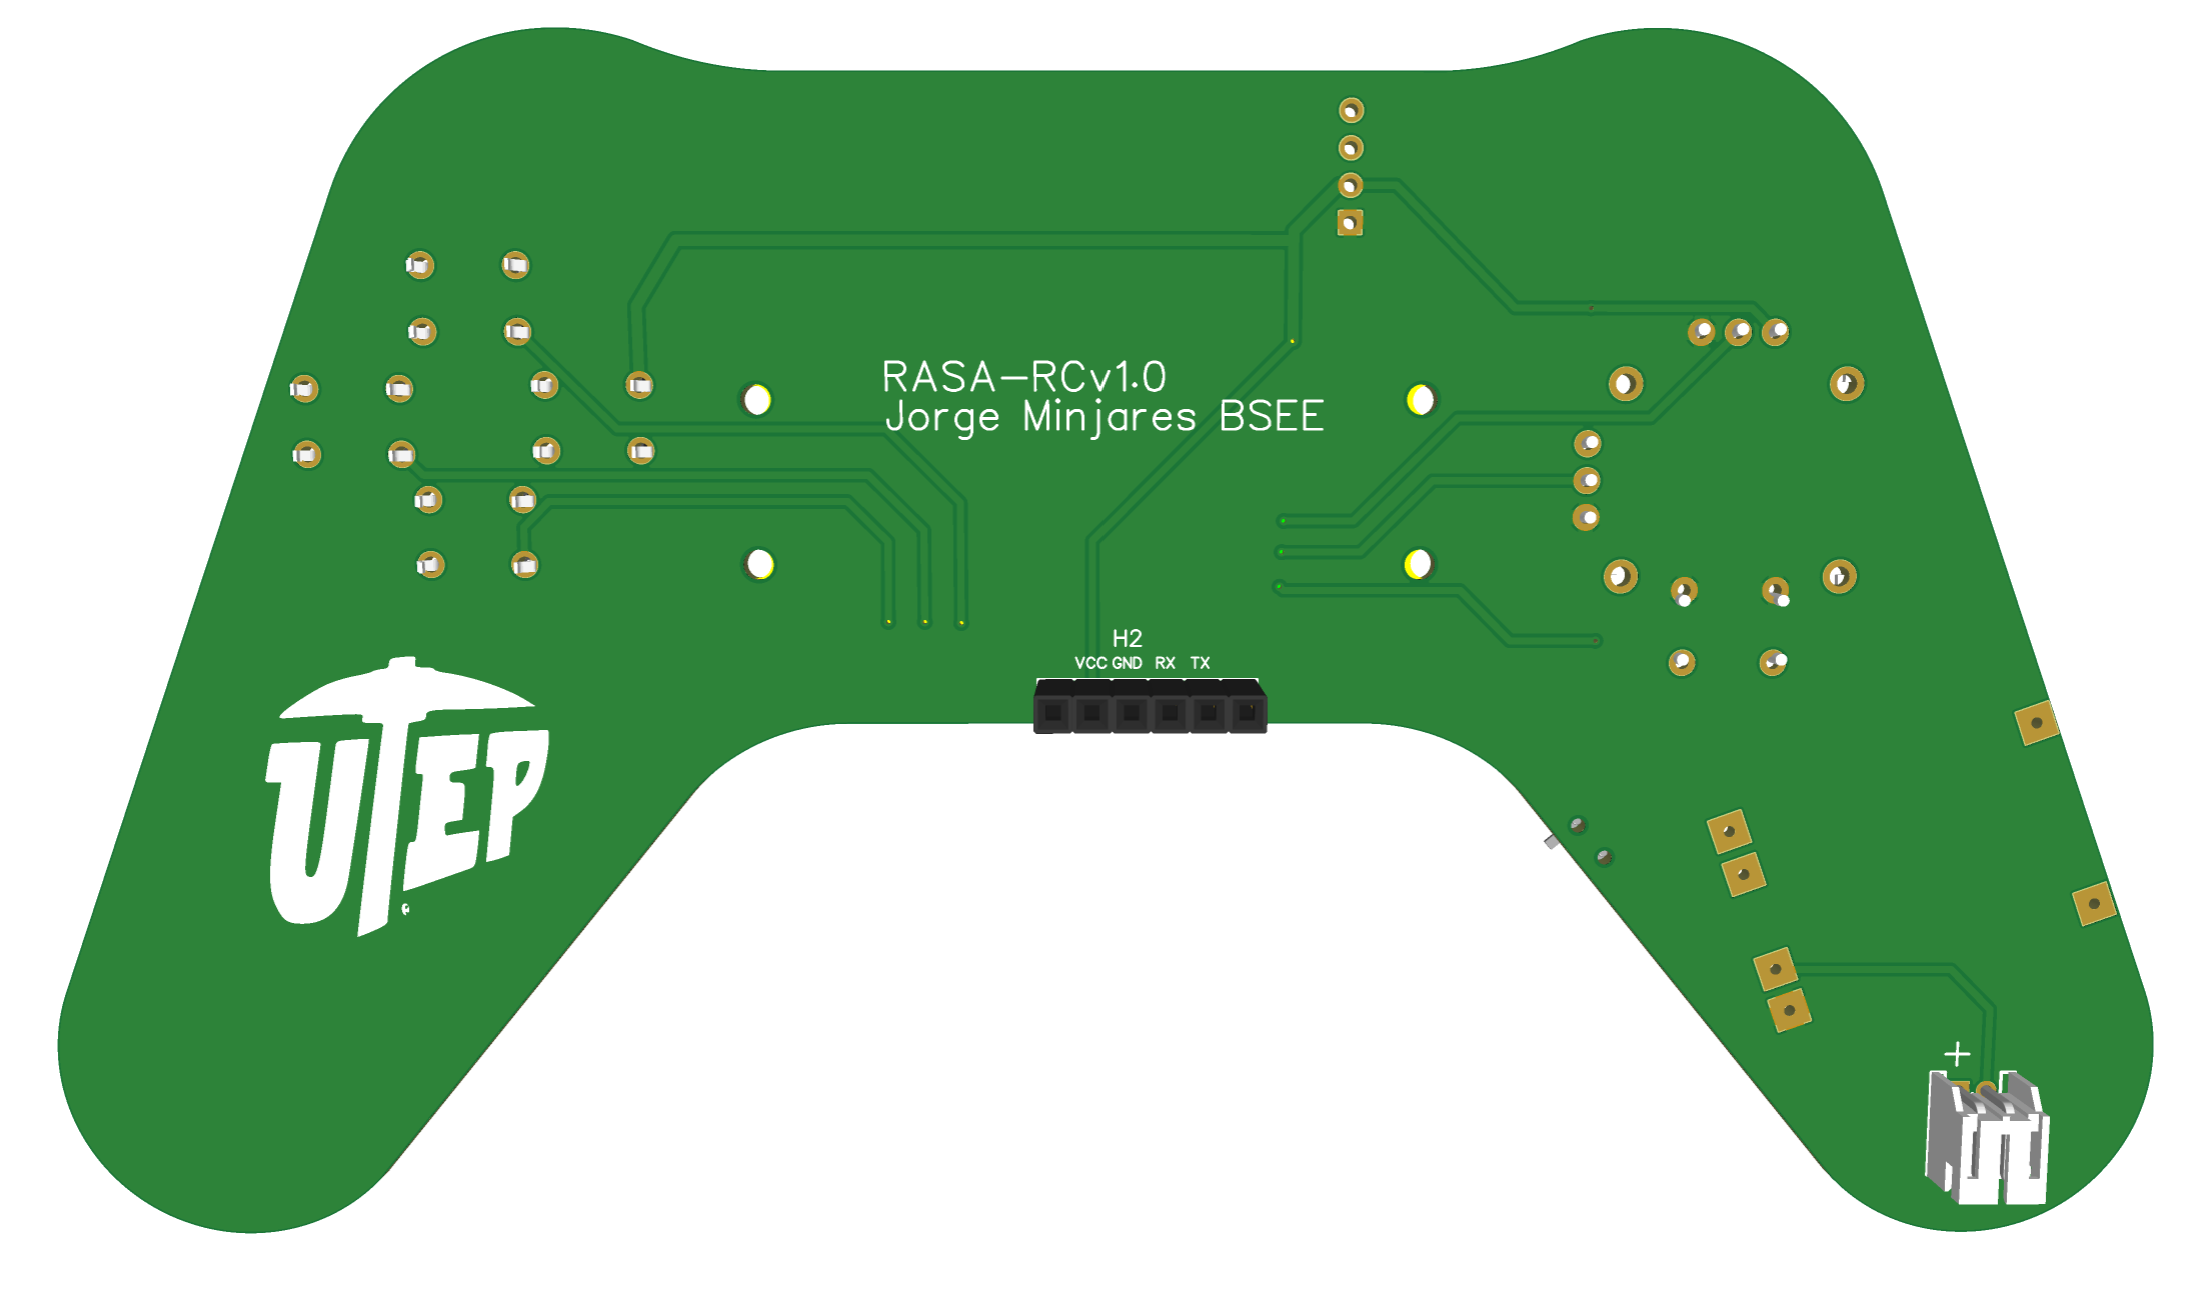 RASA-RCv1.0
Jorge Minjares BSEE
H2
VCC GND RX TX
UTEP
+